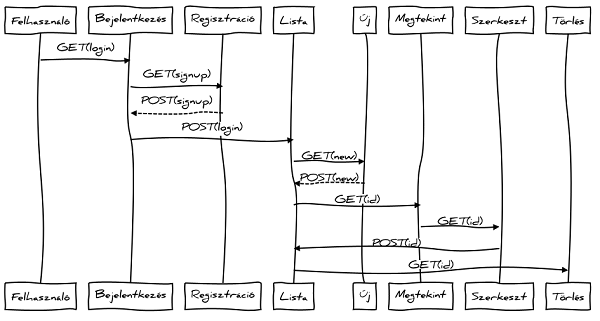 Felhasználó Bejelentkezés Regisztráció Lista Új Megtekint Szerkeszt Törlés
GET(login)
GET(signup)
POST(signup)
POST(login)
GET(new)
POST(new)
GET(id)
GET(id)
POST(id)
GET(id)
Felhasználó Bejelentkezés Regisztráció Lista Új Megtekint Szerkeszt Törlés